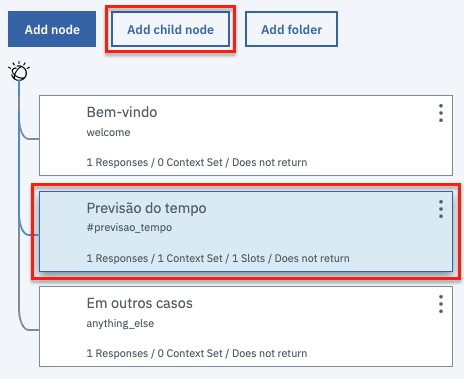 Add node
Add child node
Add folder
Bem-vindo
welcome
1 Responses / 0 Context Set / Does not return
Previsão do tempo
#previsao_tempo
1 Responses / 1 Context Set / 1 Slots / Does not return
Em outros casos
anything_else
1 Responses / 0 Context Set / Does not return